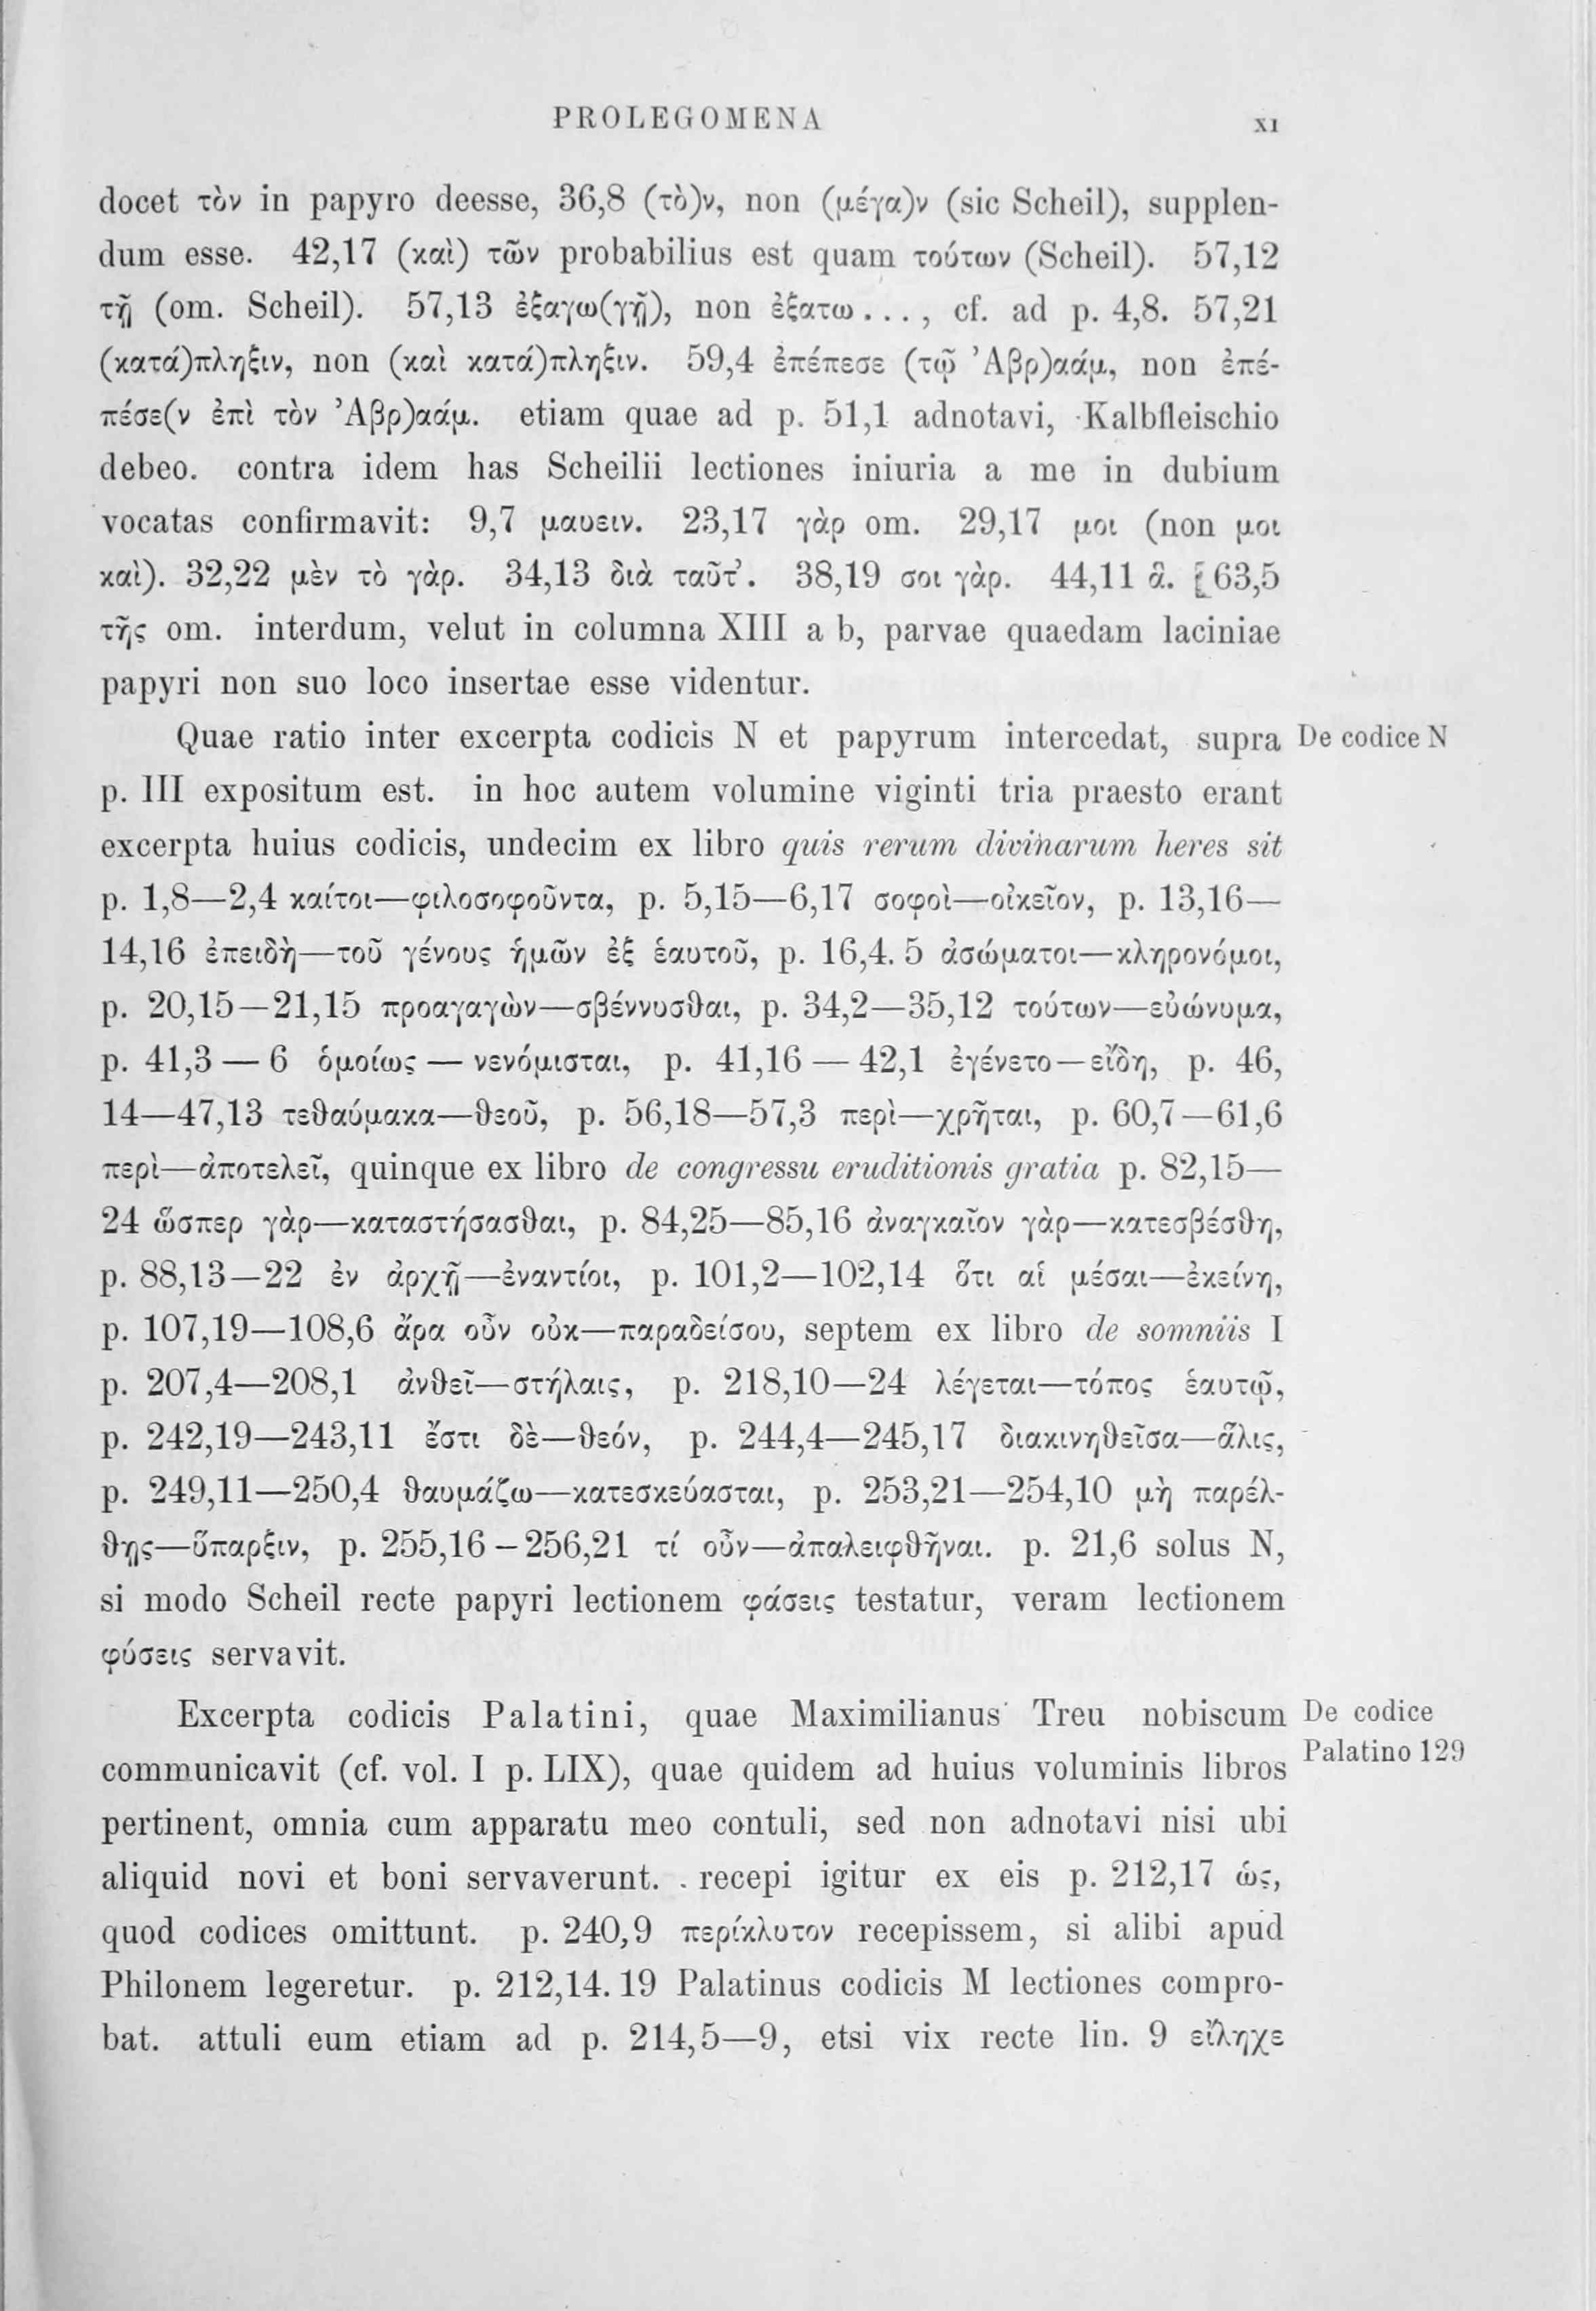 PROLEGOMENA XI
docet τὸν in papyro deesse, 36,8 (τὸ)ν, non (μέγα)ν (sic Scheil), supplen-
dum esse. 42,17 (καὶ) τῶν probabilius est quam τούτων (Scheil). 57,12
τῇ (om. Scheil). 57,13 ἐξαγω(γῇ), non ἐξατω..., cf. ad p. 4,8. 57,21
(κατά)πληξιν, non (καὶ κατά)πληξιν. 59,4 ἐπέπεσε (τῷ Ἀβρ)αάμ, non ἐπέ-
πέσε(ν ἐπὶ τὸν Ἀβρ)αάμ. etiam quae ad p. 51,1 adnotavi, Kalbfleischio
debeo. contra idem has Scheilii lectiones iniuria a me in dubium
vocatas confirmavit: 9,7 μαυειν. 23,17 γὰρ om. 29,17 μοι (non μοι
καὶ). 32,22 μὲν τὸ γὰρ. 34,13 διὰ ταῦτ’. 38,19 σοι γὰρ. 44,11 ἃ. 63,5
τῆς om. interdum, velut in columna XIII a b, parvae quaedam laciniae
papyri non suo loco insertae esse videntur.
Quae ratio inter excerpta codicis N et papyrum intercedat, supra De codice N
p. III expositum est. in hoc autem volumine viginti tria praesto erant
excerpta huius codicis, undecim ex libro quis rerum divinarum heres sit
p. 1,8—2,4 καίτοι—φιλοσοφοῦντα, p. 5,15—6,17 σοφοὶ—οἰκεῖον, p. 13,16—
14,16 ἐπειδὴ—τοῦ γένους ἡμῶν ἐξ ἑαυτοῦ, p. 16,4. 5 ἀσώματοι—κληρονόμοι,
p. 20,15—21,15 προαγαγὼν—σβέννυσθαι, p. 34,2—35,12 τούτων—εὐώνυμα,
p. 41,3 — 6 ὁμοίως — νενόμισται, p. 41,16 — 42,1 ἐγένετο—εἴδη, p. 46,
14—47,13 τεθαύμακα—θεοῦ, p. 56,18—57,3 περὶ—χρῆται, p. 60,7—61,6
περὶ—ἀποτελεῖ, quinque ex libro de congressu eruditionis gratia p. 82,15—
24 ὥσπερ γὰρ—καταστήσασθαι, p. 84,25—85,16 ἀναγκαῖον γὰρ—κατεσβέσθη,
p. 88,13—22 ἐν ἀρχῇ—ἐναντίοι, p. 101,2—102,14 ὅτι αἱ μέσαι—ἐκείνη,
p. 107,19—108,6 ἄρα οὖν οὐκ—παραδείσου, septem ex libro de somniis I
p. 207,4—208,1 ἀνθεῖ—στήλαις, p. 218,10—24 λέγεται—τόπος ἑαυτῷ,
p. 242,19—243,11 ἔστι δὲ—θεόν, p. 244,4—245,17 διακινηθεῖσα—ἅλις,
p. 249,11—250,4 θαυμάζω—κατεσκεύασται, p. 253,21—254,10 μὴ παρέλ-
θῃς—ὕπαρξιν, p. 255,16—256,21 τί οὖν—ἀπαλειφθῆναι. p. 21,6 solus N,
si modo Scheil recte papyri lectionem φάσεις testatur, veram lectionem
φύσεις servavit.
Excerpta codicis Palatini, quae Maximilianus Treu nobiscum De codice
communicavit (cf. vol. I p. LIX), quae quidem ad huius voluminis libros Palatino 129
pertinent, omnia cum apparatu meo contuli, sed non adnotavi nisi ubi
aliquid novi et boni servaverunt. recepi igitur ex eis p. 212,17 ὡς,
quod codices omittunt. p. 240,9 περίκλυτον recepissem, si alibi apud
Philonem legeretur. p. 212,14. 19 Palatinus codicis M lectiones compro-
bat. attuli eum etiam ad p. 214,5—9, etsi vix recte lin. 9 εἴληχε